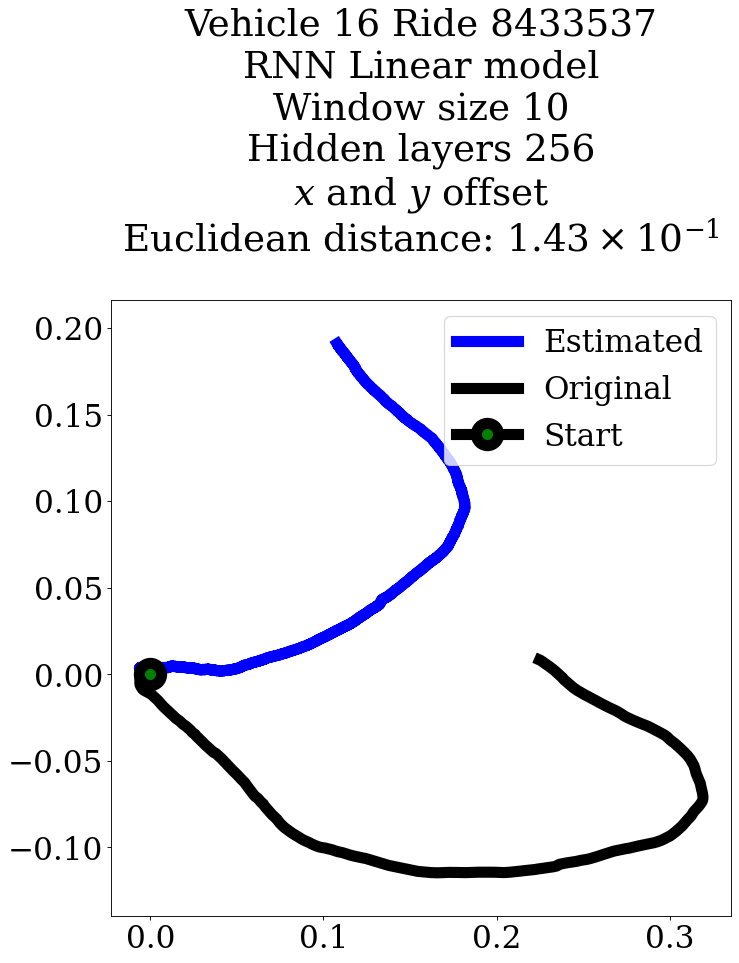 Vehicle 16 Ride 8433537
RNN Linear model
Window size 10
Hidden layers 256
x and y offset
Euclidean distance: 1.43 × 10⁻¹
0.20
0.15
0.10
0.05
0.00
−0.05
−0.10
Estimated
Original
Start
0.0 0.1 0.2 0.3